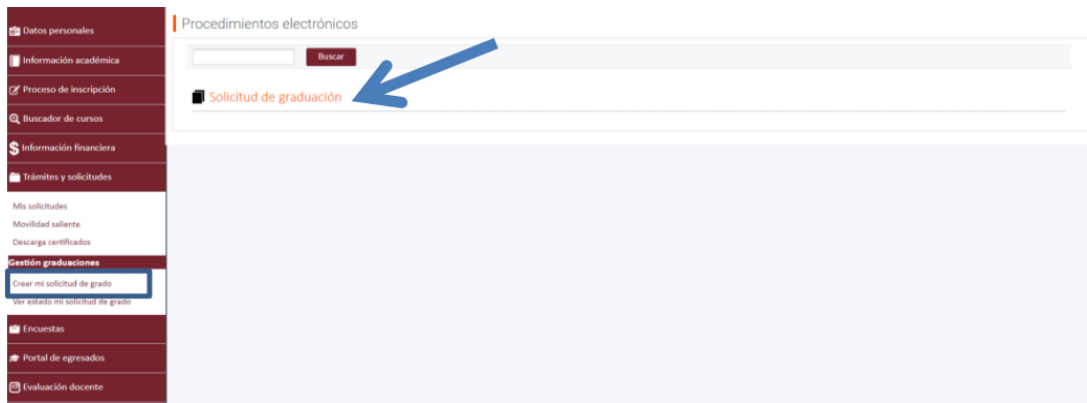 Datos personales
Información académica
Proceso de inscripción
Buscador de cursos
Información financiera
Trámites y solicitudes
Mis solicitudes
Movilidad saliente
Descarga certificados
Gestión graduaciones
Crear mi solicitud de grado
Ver estado mi solicitud de grado
Encuestas
Portal de egresados
Evaluación docente
Procedimientos electrónicos
Buscar
Solicitud de graduación